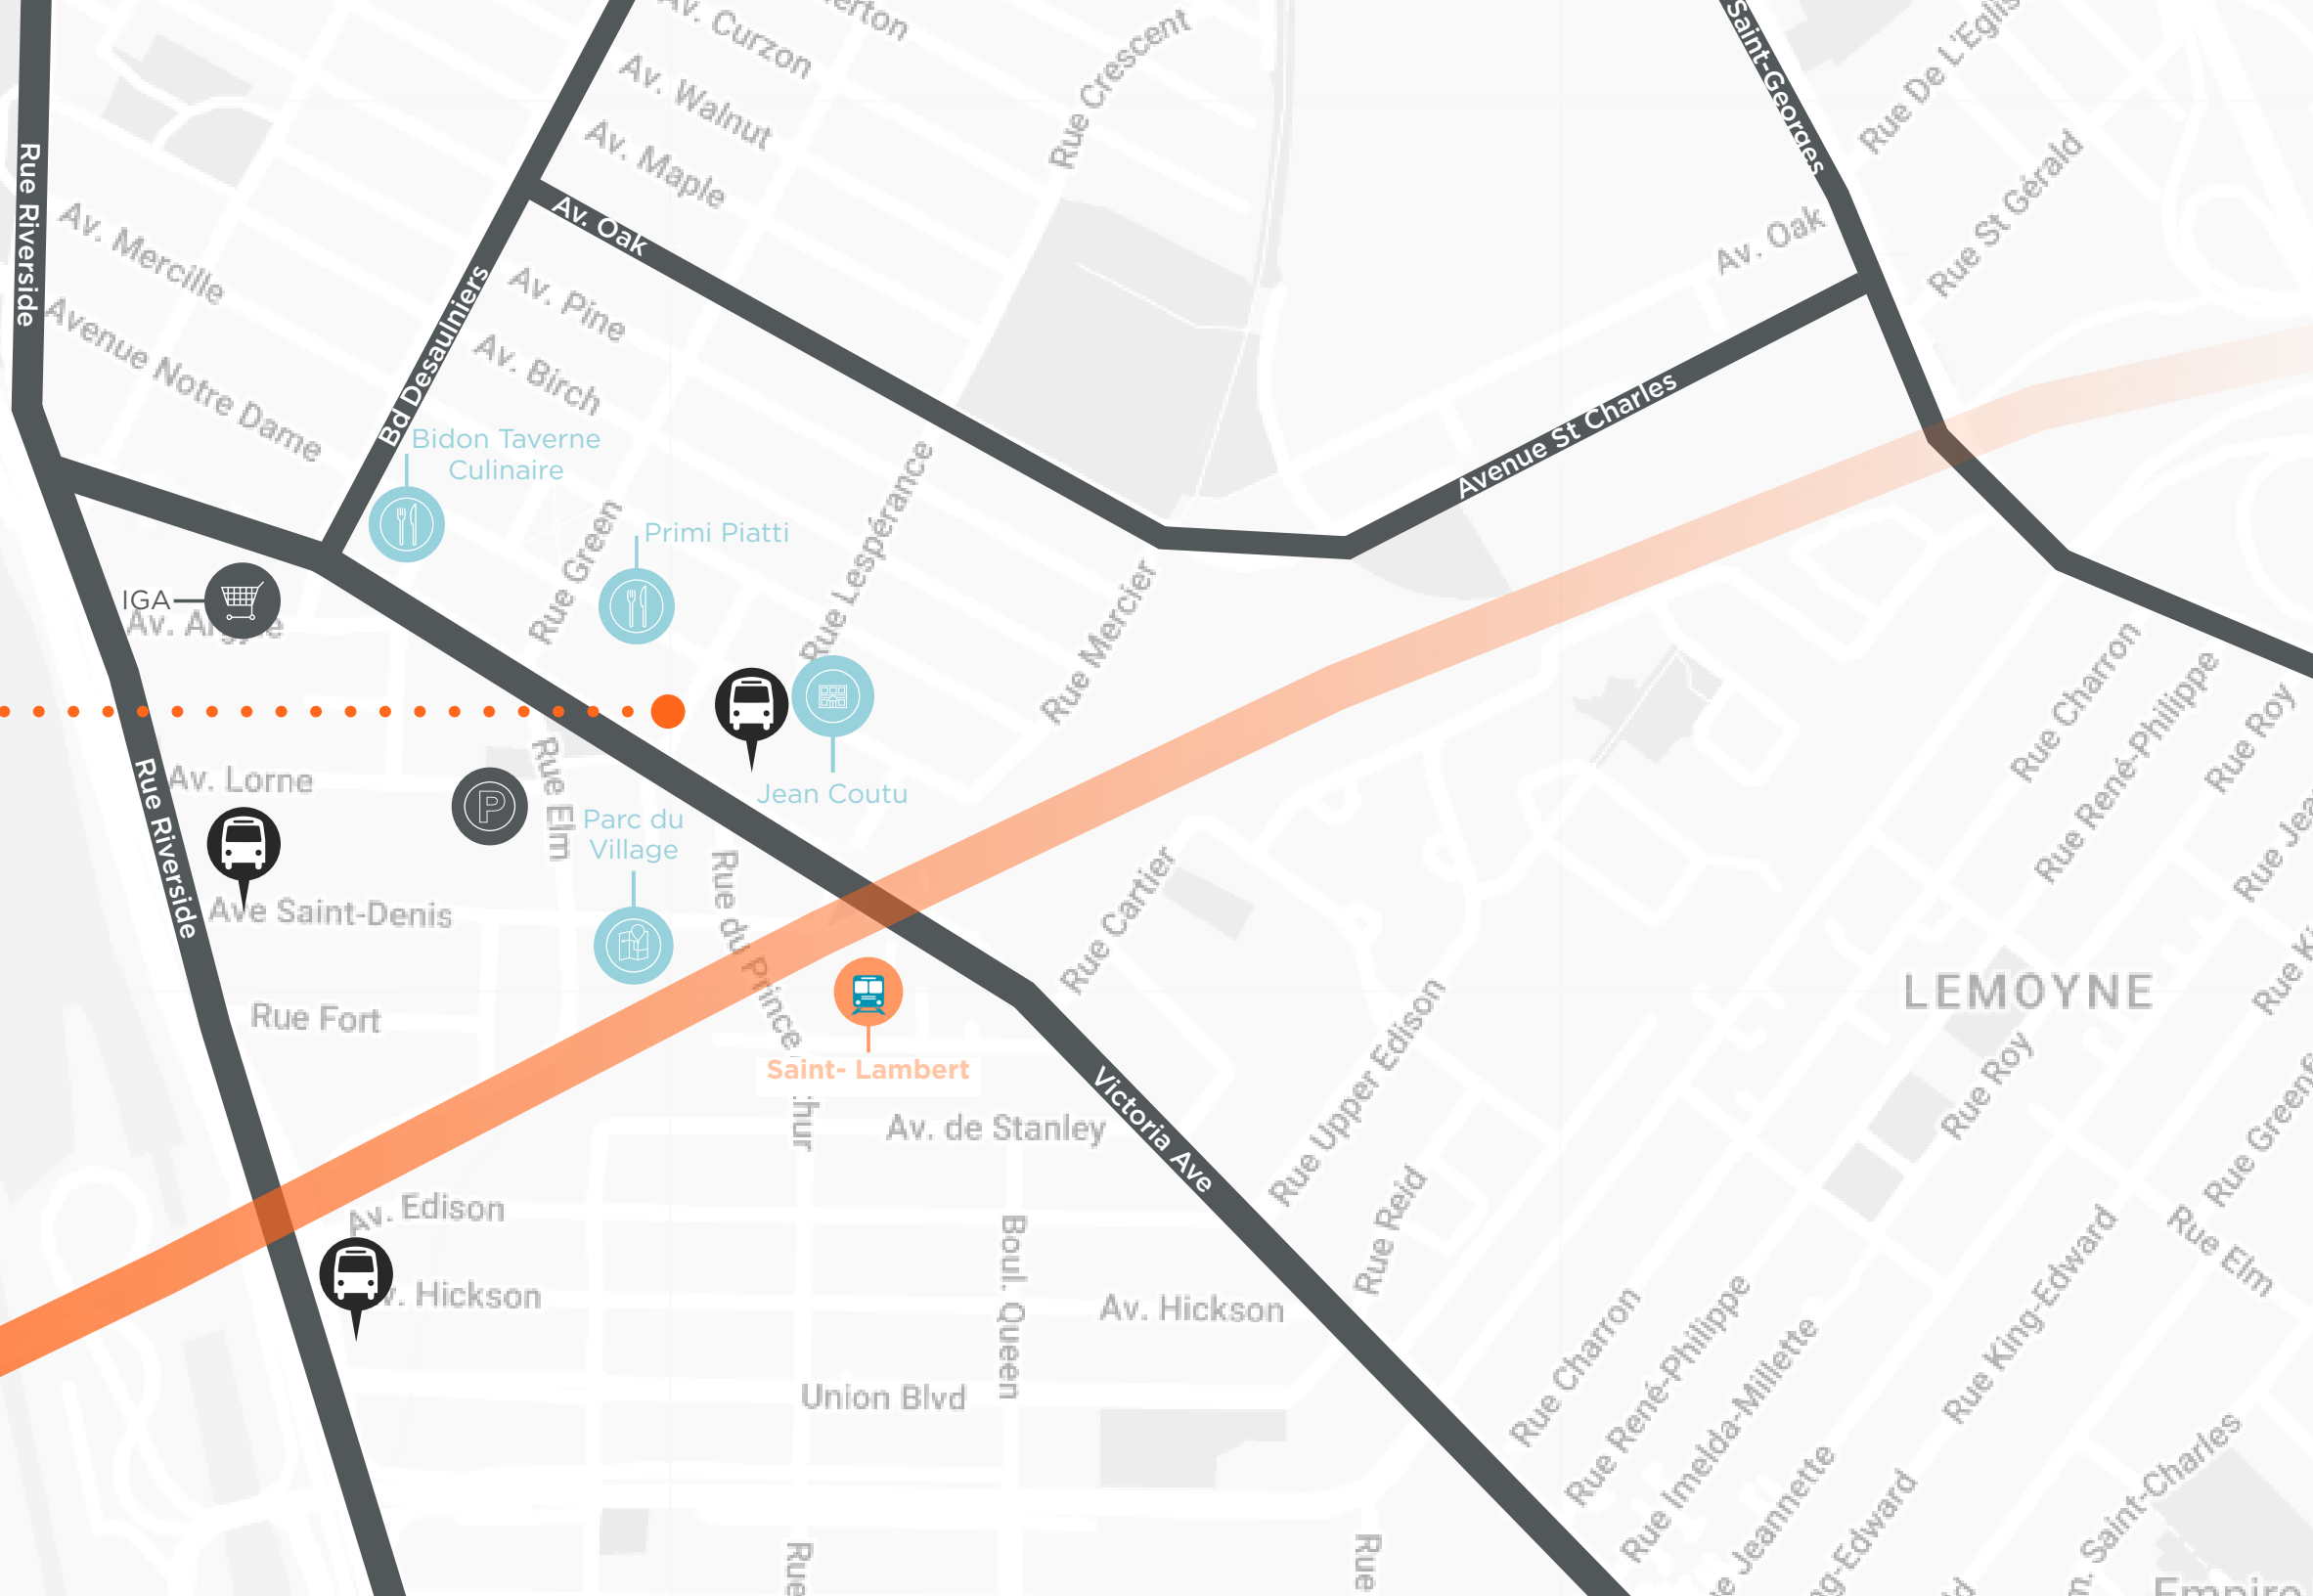 Av. Curzon
Rue Crescent
Saint-Georges
Av. Walnut
Rue De L'Eglis
Av. Maple
Rue Riverside
Rue St Gérald
Av. Oak
Av. Oak
Av. Mercille
Av. Pine
Bd Desaulniers
Avenue Notre Dame
Av. Birch
Avenue St Charles
Bidon Taverne
Culinaire
Rue Green
Primi Piatti
Rue Lespérance
IGA
Rue Mercier
Rue Charron
Rue René-Philippe
Rue Roy
Av. Lorne
Rue Elm
Jean Coutu
P
Parc du
Village
Rue Riverside
Rue Cartier
Ave Saint-Denis
Rue du Prince
Rue Fort
LEMOYNE
Saint- Lambert
Rue Upper Edison
Rue Roy
Av. de Stanley
Victoria Ave
Rue Reid
Av. Edison
Boul. Queen
Rue Elm
Hickson
Av. Hickson
Rue Charron
Rue René-Philippe
Rue Imelda-Millette
Rue King-Edward
Union Blvd
Jeannette
Saint-Charles
Rue
Rue